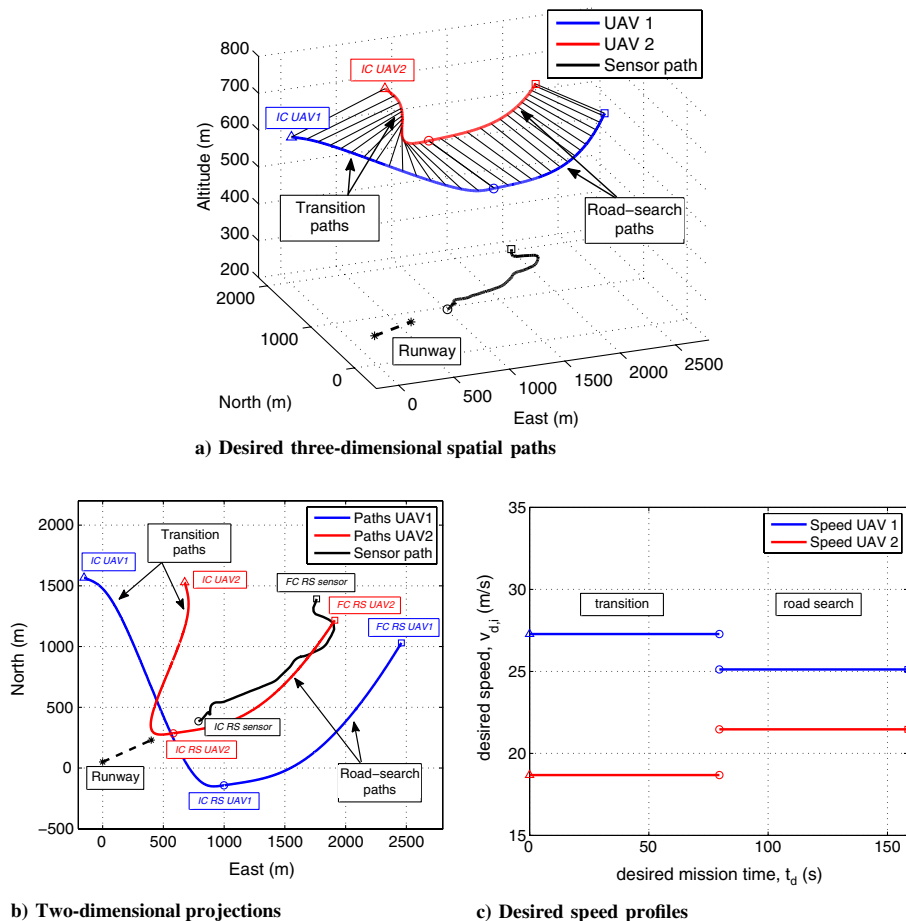 800
700
600
500
400
300
200
Altitude (m)
IC UAV2
IC UAV1
UAV 1
UAV 2
Sensor path
Transition
paths
Road-search
paths
Runway
2000
1000
0
North (m)
0
500
1000
1500
2000
2500
East (m)
a) Desired three-dimensional spatial paths
2000
1500
1000
500
0
−500
North (m)
Paths UAV1
Paths UAV2
Sensor path
Transition
paths
IC UAV1
IC UAV2
FC RS sensor
FC RS UAV2
FC RS UAV1
IC RS sensor
IC RS UAV2
Runway
IC RS UAV1
Road-search
paths
0
500
1000
1500
2000
2500
East (m)
b) Two-dimensional projections
35
30
25
20
15
desired speed, v_d,i (m/s)
Speed UAV 1
Speed UAV 2
transition
road search
0
50
100
150
desired mission time, t_d (s)
c) Desired speed profiles